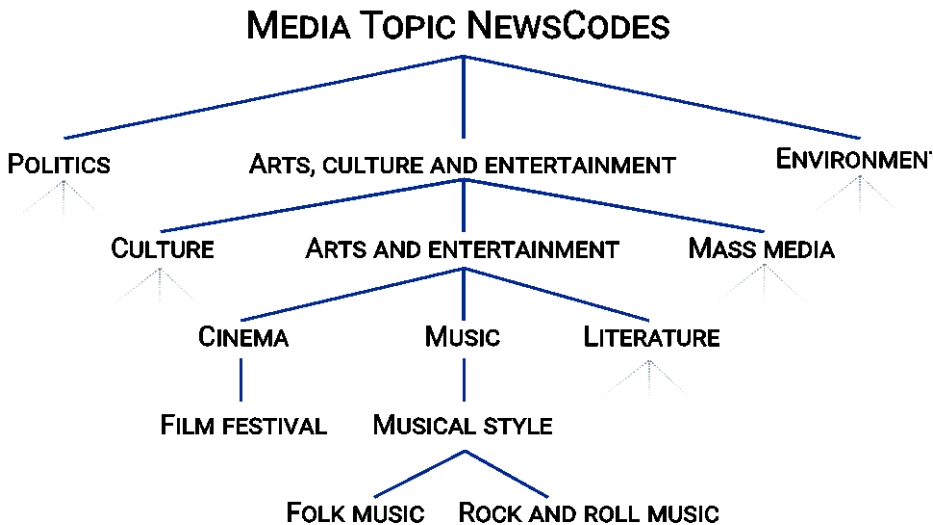 MEDIA TOPIC NEWSCODES
POLITICS
ARTS, CULTURE AND ENTERTAINMENT
ENVIRONMENT
CULTURE
ARTS AND ENTERTAINMENT
MASS MEDIA
CINEMA
MUSIC
LITERATURE
FILM FESTIVAL
MUSICAL STYLE
FOLK MUSIC
ROCK AND ROLL MUSIC